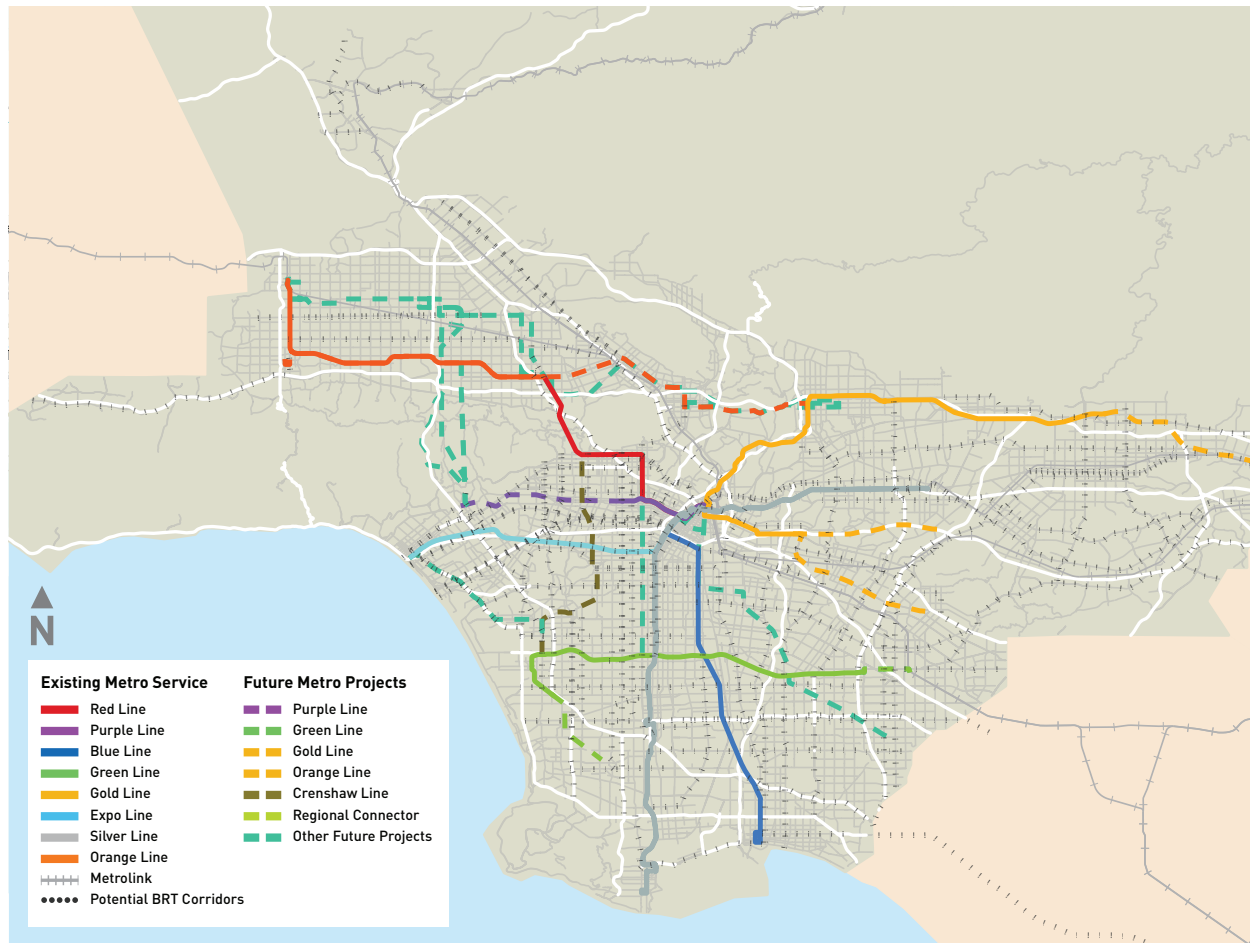 N
Existing Metro Service
Red Line
Purple Line
Blue Line
Green Line
Gold Line
Expo Line
Silver Line
Orange Line
Metrolink
Potential BRT Corridors
Future Metro Projects
Purple Line
Green Line
Gold Line
Orange Line
Crenshaw Line
Regional Connector
Other Future Projects